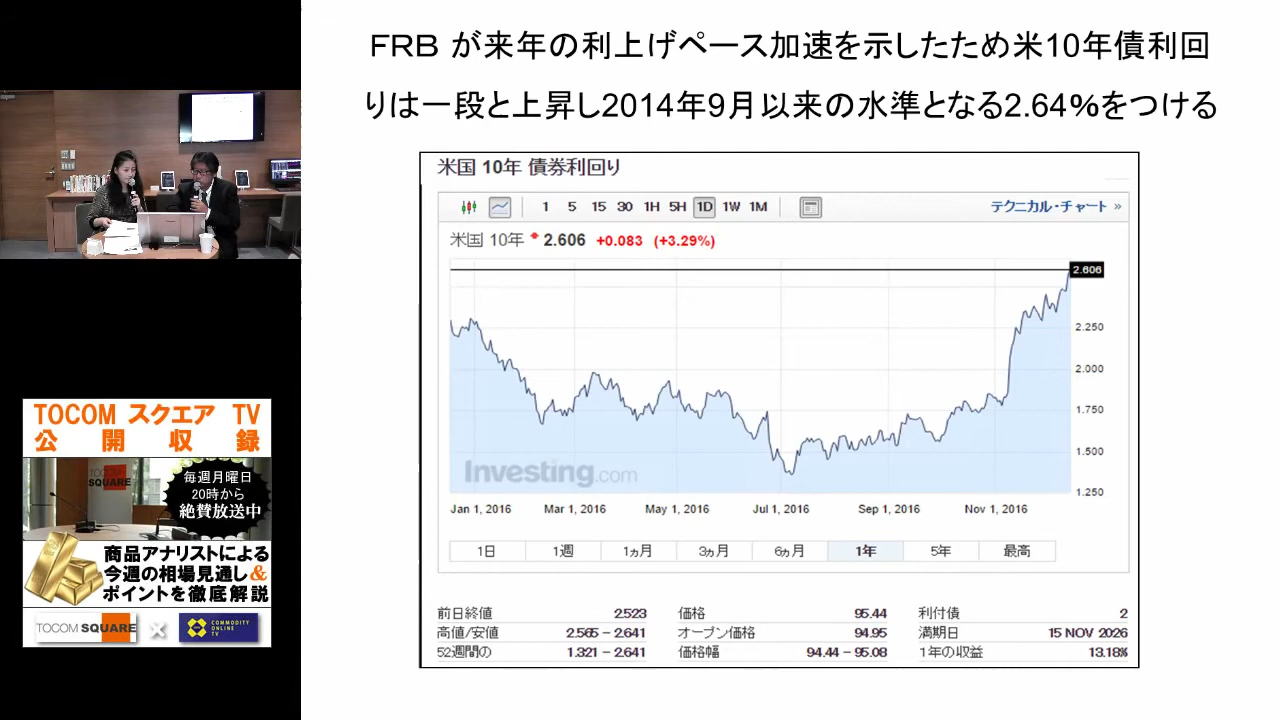 ＦＲＢ が来年の利上げペース加速を示したため米10年債利回
りは一段と上昇し2014年9月以来の水準となる2.64％をつける
米国 10年 債券利回り
1 5 15 30 1H 5H 1D 1W 1M
テクニカル・チャート »
米国 10年 2.606 +0.083 (+3.29%)
2.606
2.250
2.000
1.750
1.500
1.250
Investing.com
Jan 1, 2016 Mar 1, 2016 May 1, 2016 Jul 1, 2016 Sep 1, 2016 Nov 1, 2016
1日 1週 1ヵ月 3ヵ月 6ヵ月 1年 5年 最高
前日終値 2.523 価格 95.44 利付債 2
高値/安値 2.565 - 2.641 オープン価格 94.95 満期日 15 NOV 2026
52週間の 1.321 - 2.641 価格幅 94.44 - 95.08 1年の収益 13.18%
TOCOM スクエア TV
公開収録
TOCOM
SQUARE
毎週月曜日
20時から
絶賛放送中
商品アナリストによる
今週の相場見通し&
ポイントを徹底解説
TOCOM SQUARE × COMMODITY
ONLINE
TV